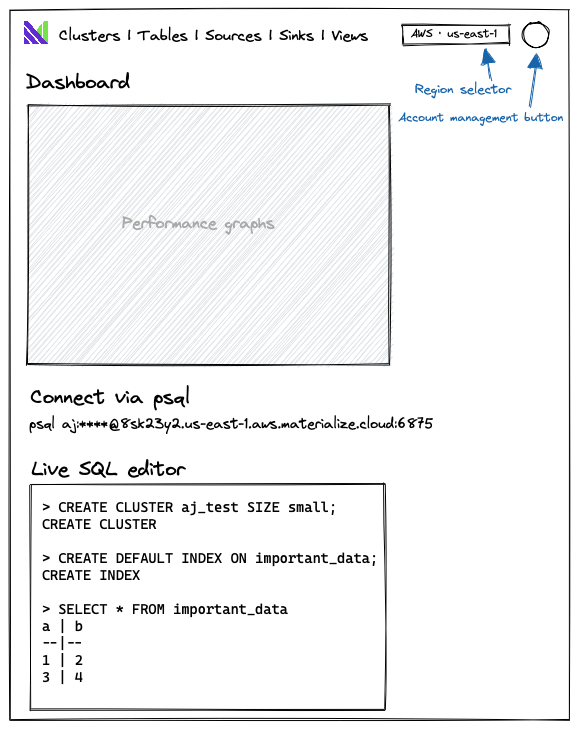 Clusters | Tables | Sources | Sinks | Views
AWS · us-east-1
Region selector
Account management button
Dashboard
Performance graphs
Connect via psql
psql aj:****@8sk23y2.us-east-1.aws.materialize.cloud:6875
Live SQL editor
> CREATE CLUSTER aj_test SIZE small;
CREATE CLUSTER
> CREATE DEFAULT INDEX ON important_data;
CREATE INDEX
> SELECT * FROM important_data
a | b
--|--
1 | 2
3 | 4